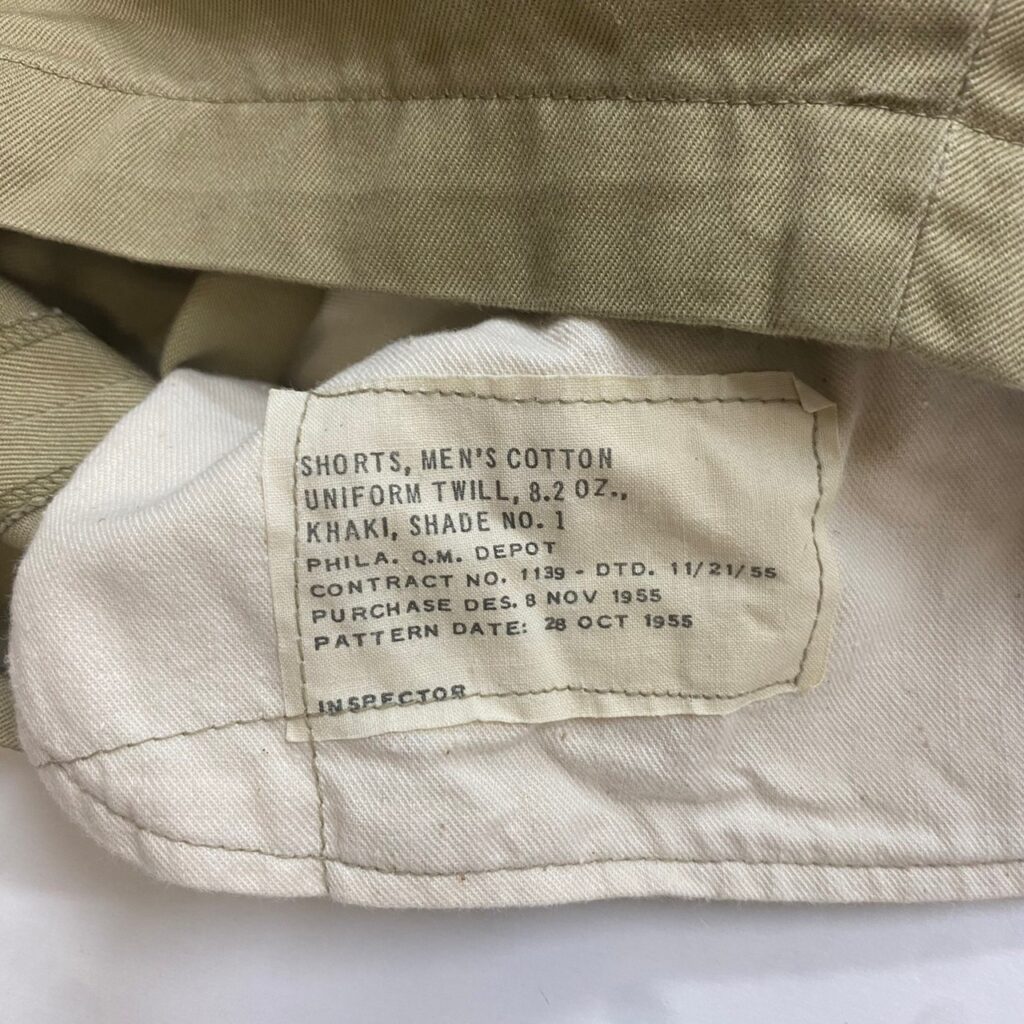 SHORTS, MEN'S COTTON
UNIFORM TWILL, 8.2 OZ.,
KHAKI, SHADE NO. 1
PHILA. Q.M. DEPOT
CONTRACT NO. 1139 - DTD. 11/21/55
PURCHASE DES. 8 NOV 1955
PATTERN DATE: 28 OCT 1955
INSPECTOR